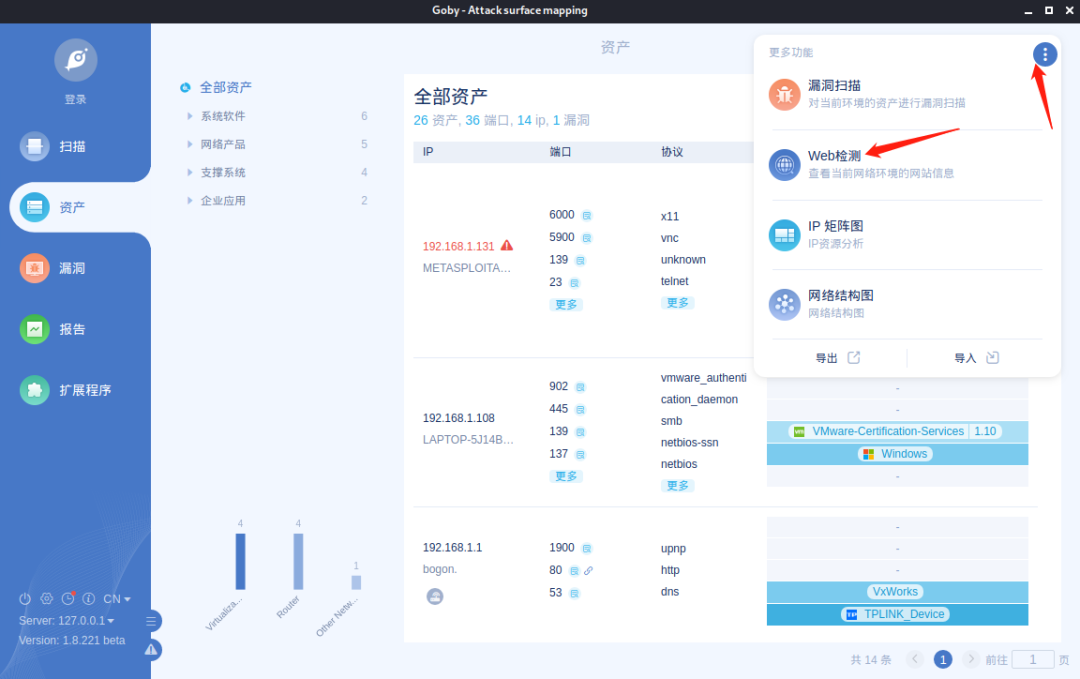 Goby - Attack surface mapping
登录
扫描
资产
漏洞
报告
扩展程序
CN
Server: 127.0.0.1
Version: 1.8.221 beta
资产
全部资产
系统软件 6
网络产品 5
支撑系统 4
企业应用 2
4
4
1
Virtualiza...
Router
Other Netw...
全部资产
26 资产, 36 端口, 14 ip, 1 漏洞
IP 端口 协议
192.168.1.131
METASPLOITA...
6000 x11
5900 vnc
139 unknown
23 telnet
更多 更多
192.168.1.108
LAPTOP-5J14B...
902 vmware_authenti
cation_daemon
445 smb
139 netbios-ssn
137 netbios
更多 更多
-
-
VMware-Certification-Services 1.10
Windows
-
192.168.1.1
bogon.
1900 upnp
80 http
53 dns
-
-
-
VxWorks
TPLINK_Device
更多功能
漏洞扫描
对当前环境的资产进行漏洞扫描
Web检测
查看当前网络环境的网站信息
IP 矩阵图
IP资源分析
网络结构图
网络结构图
导出 导入
共 14 条 1 前往 1 页